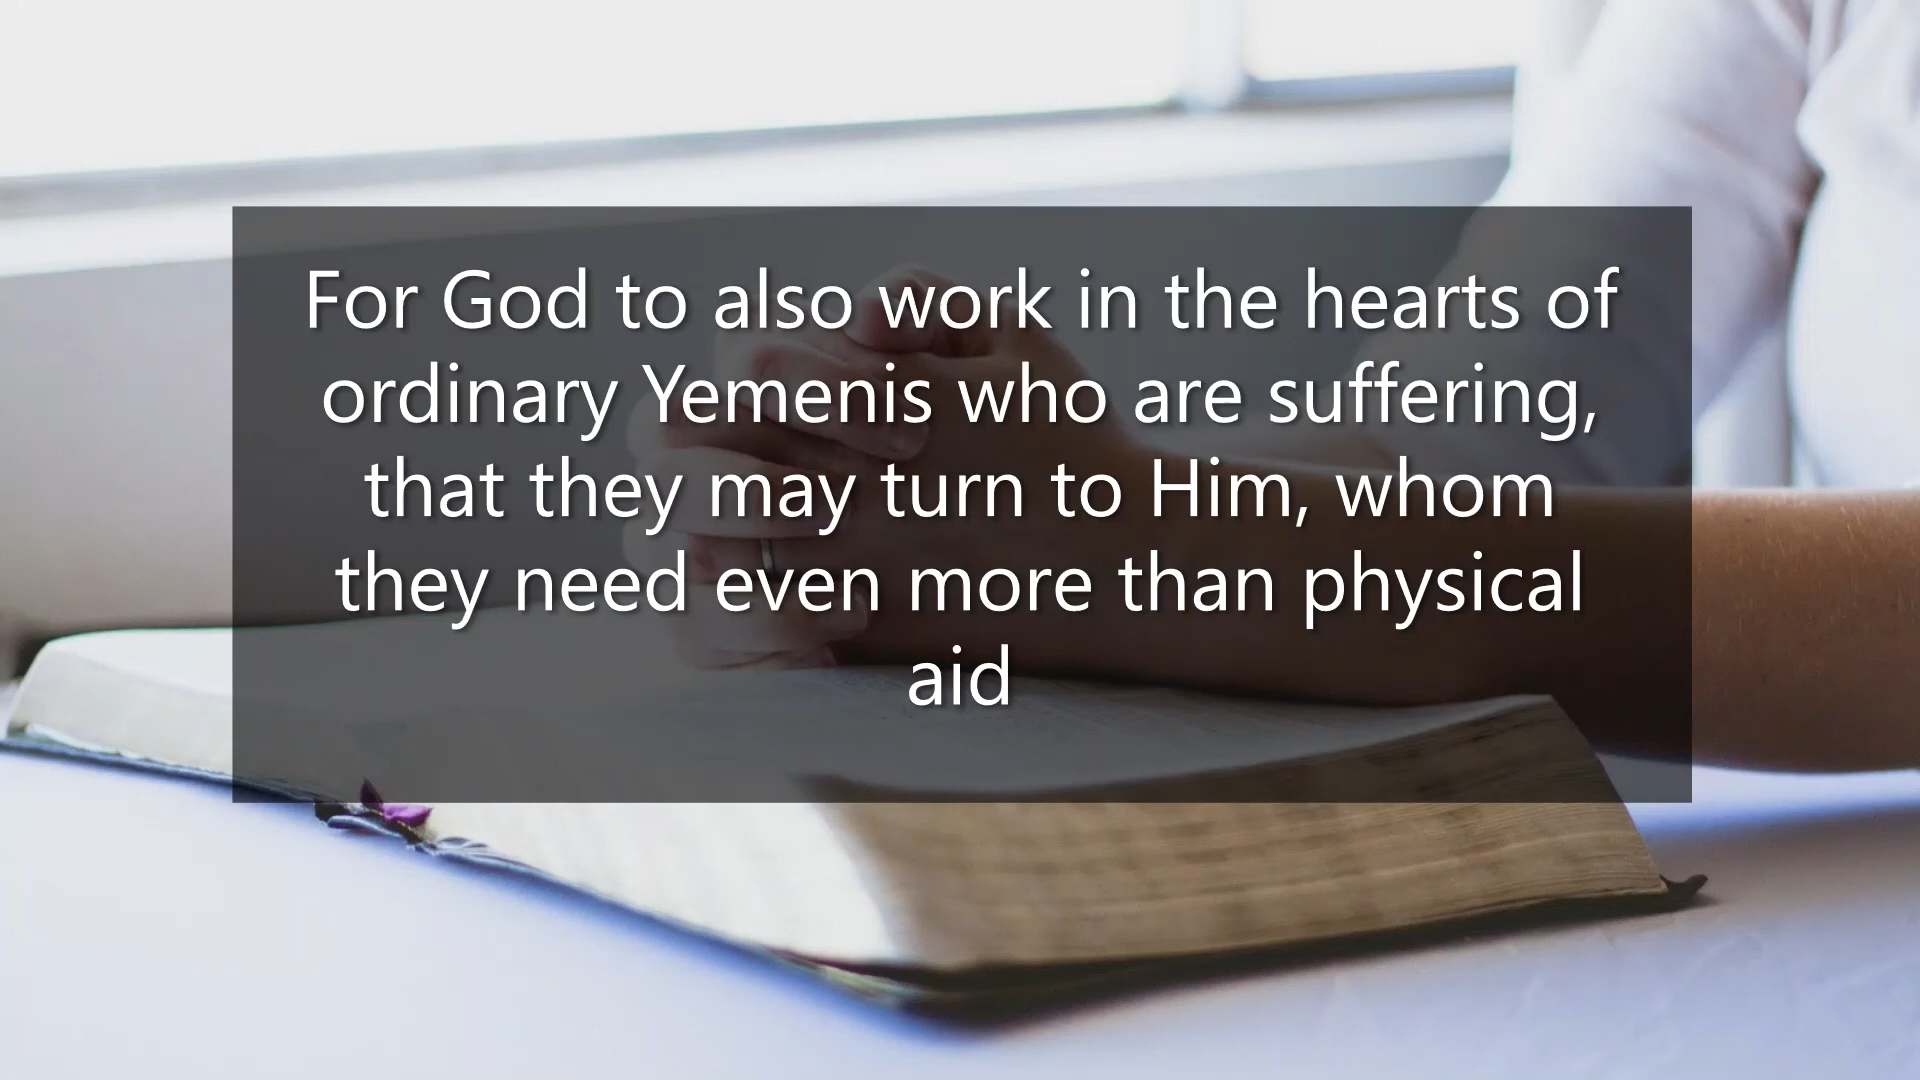 For God to also work in the hearts of
ordinary Yemenis who are suffering,
that they may turn to Him, whom
they need even more than physical
aid